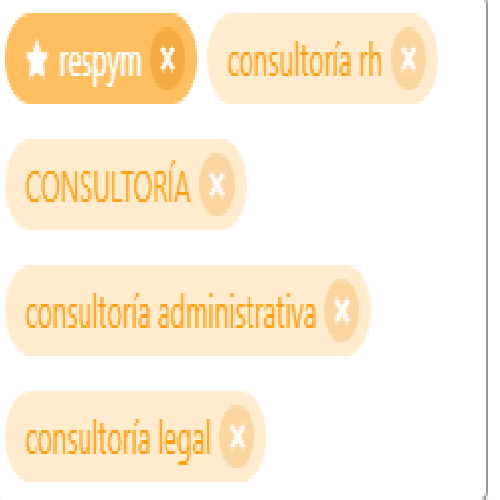 respym consultoría rh
CONSULTORÍA
consultoría administrativa
consultoría legal